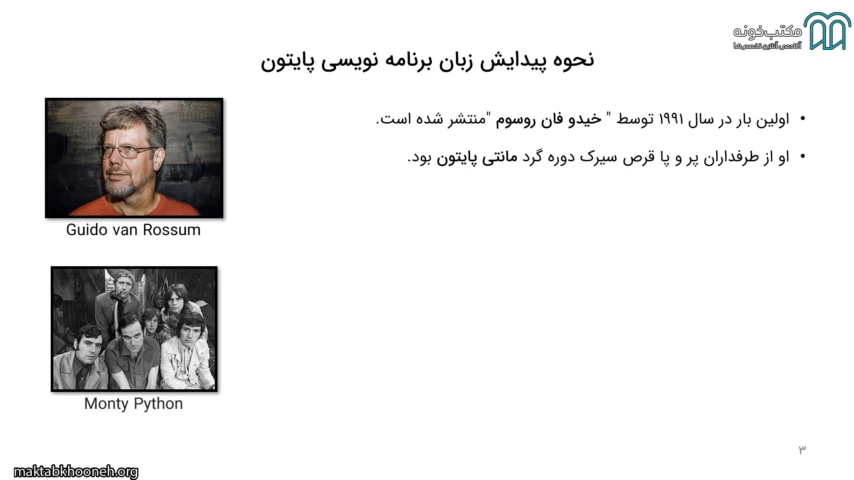 مکتب‌خونه
آکادمی آنلاین تخصص‌ها
نحوه پیدایش زبان برنامه نویسی پایتون
• اولین بار در سال ۱۹۹۱ توسط " خیدو فان روسوم "منتشر شده است.
• او از طرفداران پر و پا قرص سیرک دوره گرد مانتی پایتون بود.
Guido van Rossum
Monty Python
۳
maktabkhooneh.org